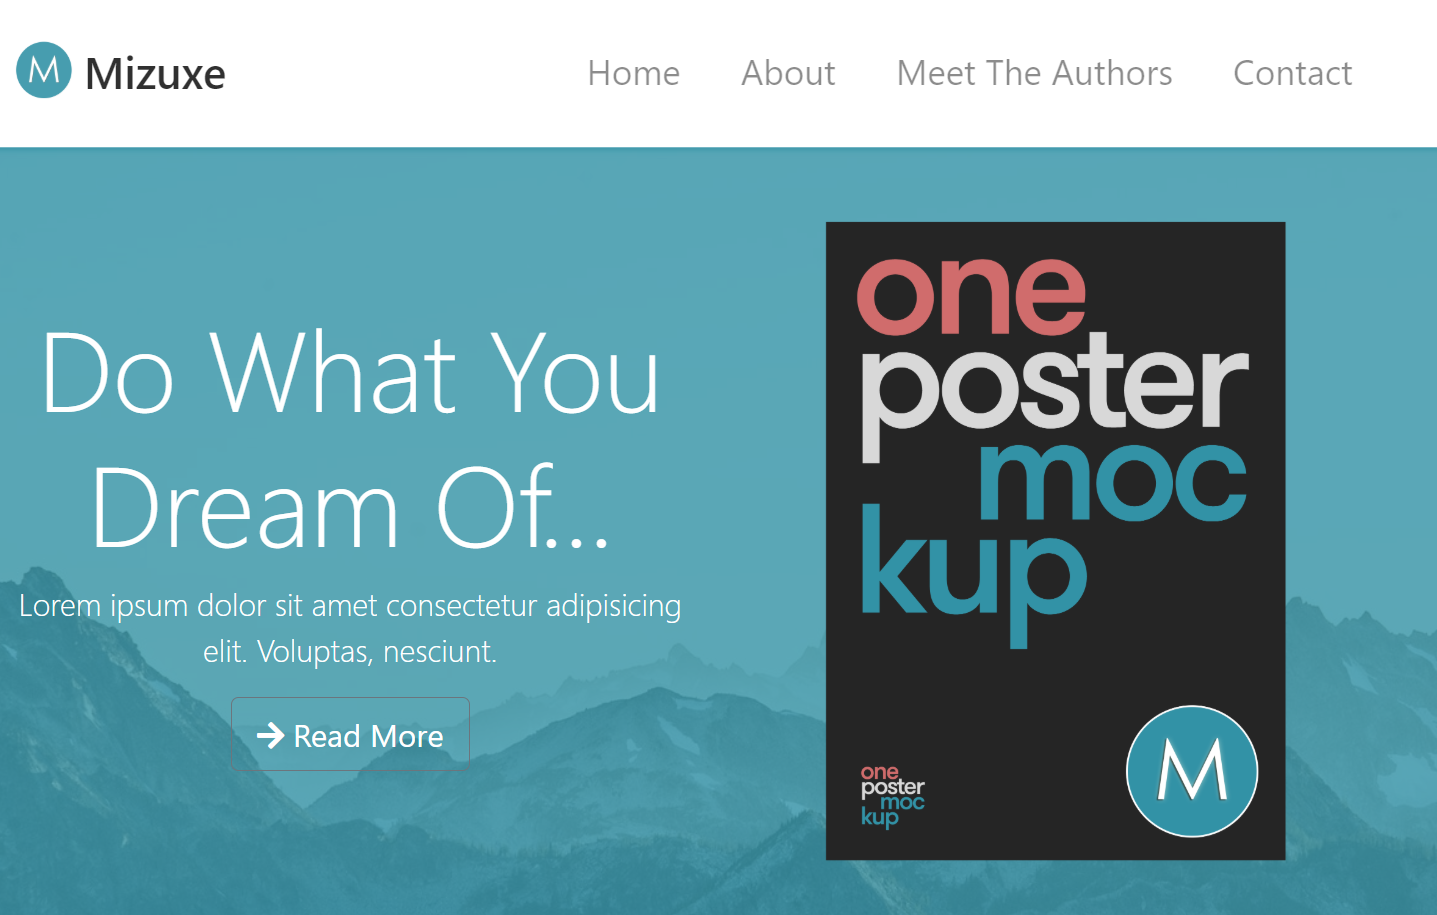 M Mizuxe
Home About Meet The Authors Contact
Do What You
Dream Of...
Lorem ipsum dolor sit amet consectetur adipisicing
elit. Voluptas, nesciunt.
Read More
one
poster
moc
kup
one
poster
moc
kup
M